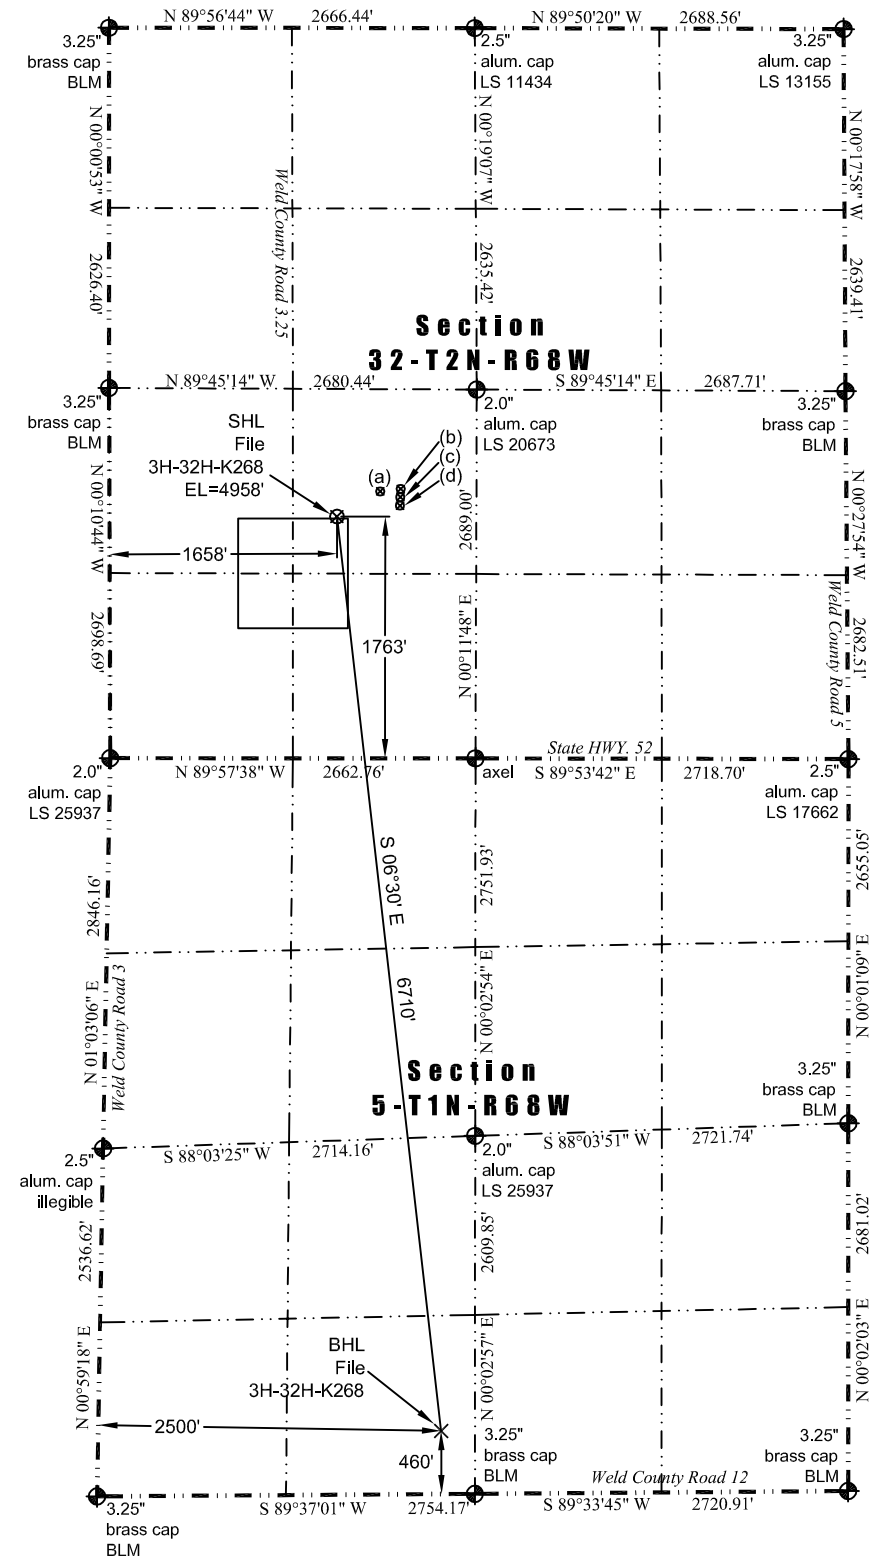 N 89°56'44" W 2666.44'
N 89°50'20" W 2688.56'
3.25"
brass cap
BLM
2.5"
alum. cap
LS 11434
3.25"
alum. cap
LS 13155
N 00°00'53" W
2626.40'
Weld County Road 3.25
N 00°19'07" W
2635.42'
N 00°17'58" W
2639.41'
Section
32-T2N-R68W
N 89°45'14" W 2680.44'
S 89°45'14" E 2687.71'
3.25"
brass cap
BLM
2.0"
alum. cap
LS 20673
3.25"
brass cap
BLM
SHL
File
3H-32H-K268
EL=4958'
(a)
(b)
(c)
(d)
N 00°10'44" W
2698.69'
1658'
1763'
2689.00'
N 00°11'48" E
N 00°27'54" W
2682.51'
Weld County Road 5
State HWY. 52
N 89°57'38" W 2662.76'
S 89°53'42" E 2718.70'
2.0"
alum. cap
LS 25937
axel
2.5"
alum. cap
LS 17662
S 06°30' E
6710'
2846.16'
N 01°03'06" E
Weld County Road 3
2751.93'
N 00°02'54" E
2655.05'
N 00°01'09" E
Section
5-T1N-R68W
3.25"
brass cap
BLM
S 88°03'25" W 2714.16'
S 88°03'51" W 2721.74'
2.5"
alum. cap
illegible
2.0"
alum. cap
LS 25937
2536.62'
N 00°59'18" E
2609.85'
N 00°02'57" E
2681.02'
N 00°02'03" E
BHL
File
3H-32H-K268
2500'
460'
3.25"
brass cap
BLM
3.25"
brass cap
BLM
Weld County Road 12
S 89°37'01" W 2754.17'
S 89°33'45" W 2720.91'
3.25"
brass cap
BLM